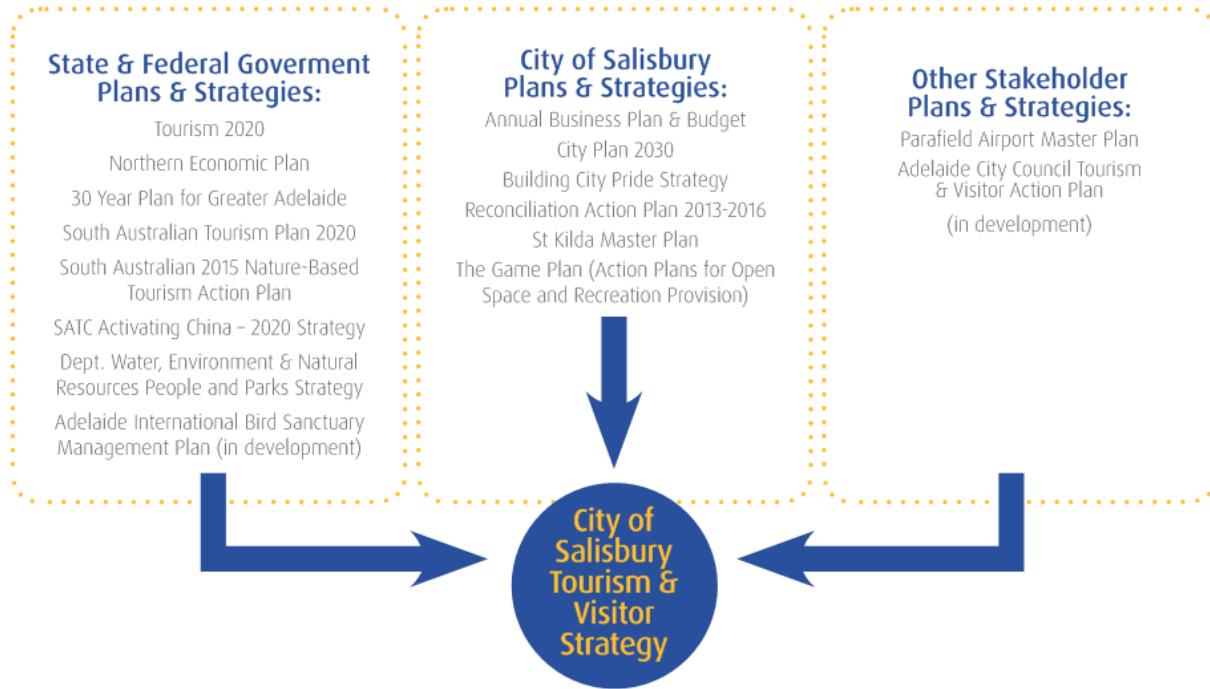 State & Federal Goverment
Plans & Strategies:
Tourism 2020
Northern Economic Plan
30 Year Plan for Greater Adelaide
South Australian Tourism Plan 2020
South Australian 2015 Nature-Based
Tourism Action Plan
SATC Activating China – 2020 Strategy
Dept. Water, Environment & Natural
Resources People and Parks Strategy
Adelaide International Bird Sanctuary
Management Plan (in development)
City of Salisbury
Plans & Strategies:
Annual Business Plan & Budget
City Plan 2030
Building City Pride Strategy
Reconciliation Action Plan 2013-2016
St Kilda Master Plan
The Game Plan (Action Plans for Open
Space and Recreation Provision)
Other Stakeholder
Plans & Strategies:
Parafield Airport Master Plan
Adelaide City Council Tourism
& Visitor Action Plan
(in development)
City of
Salisbury
Tourism &
Visitor
Strategy